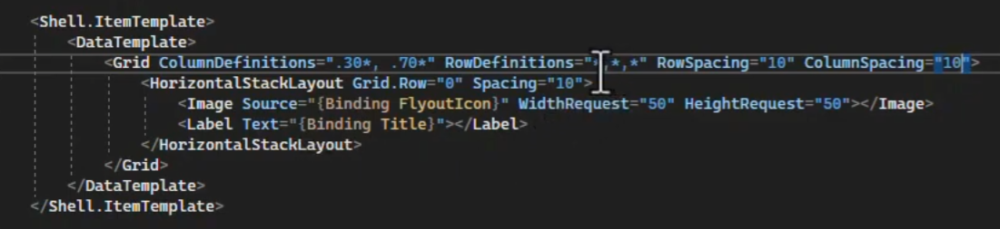 <Shell.ItemTemplate>
<DataTemplate>
<Grid ColumnDefinitions=".30*, .70*" RowDefinitions="*,*,*" RowSpacing="10" ColumnSpacing="10">
<HorizontalStackLayout Grid.Row="0" Spacing="10">
<Image Source="{Binding FlyoutIcon}" WidthRequest="50" HeightRequest="50"></Image>
<Label Text="{Binding Title}"></Label>
</HorizontalStackLayout>
</Grid>
</DataTemplate>
</Shell.ItemTemplate>